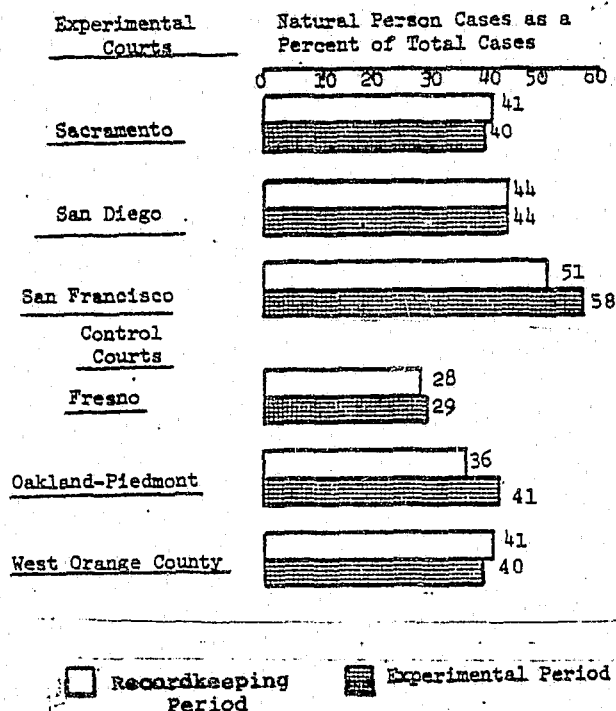 Experimental
Courts
Natural Person Cases as a
Percent of Total Cases
0 10 20 30 40 50 60
Sacramento
41
40
San Diego
44
44
San Francisco
51
58
Control
Courts
Fresno
28
29
Oakland-Piedmont
36
41
West Orange County
41
40
Recordkeeping
Period
Experimental Period